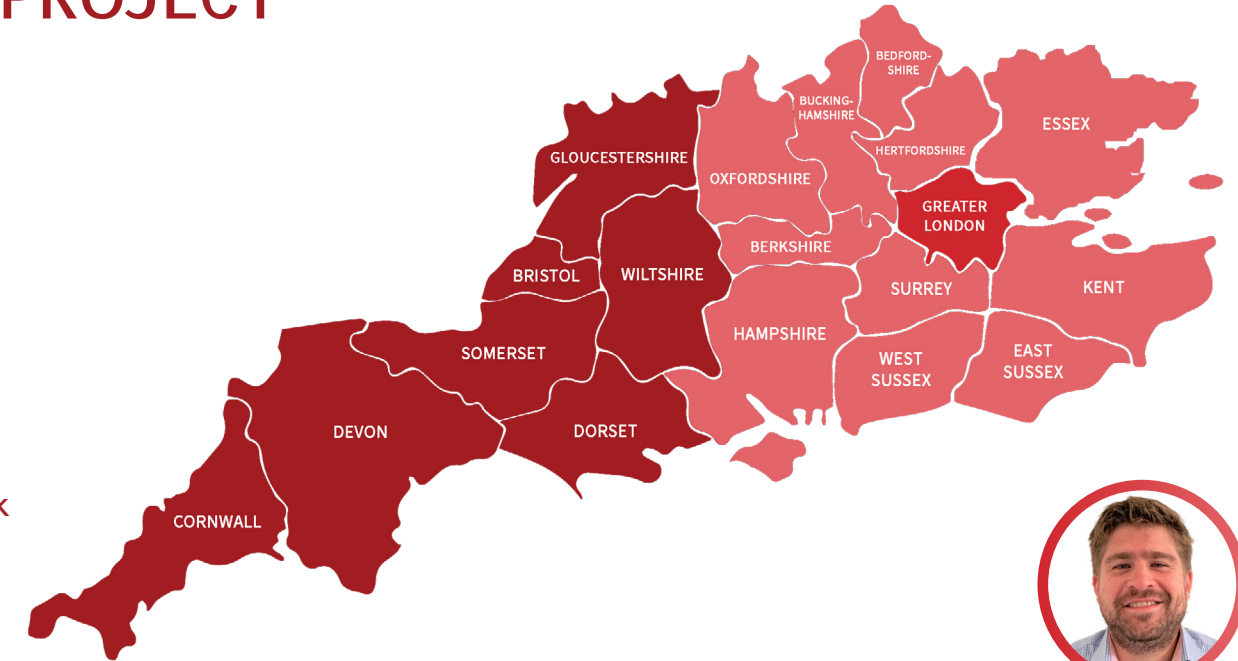 PROJECT
BEDFORD-
SHIRE
BUCKING-
HAMSHIRE
ESSEX
HERTFORDSHIRE
GLOUCESTERSHIRE
OXFORDSHIRE
GREATER
LONDON
BERKSHIRE
BRISTOL
WILTSHIRE
SURREY
KENT
HAMPSHIRE
SOMERSET
WEST
SUSSEX
EAST
SUSSEX
DEVON
DORSET
K
CORNWALL